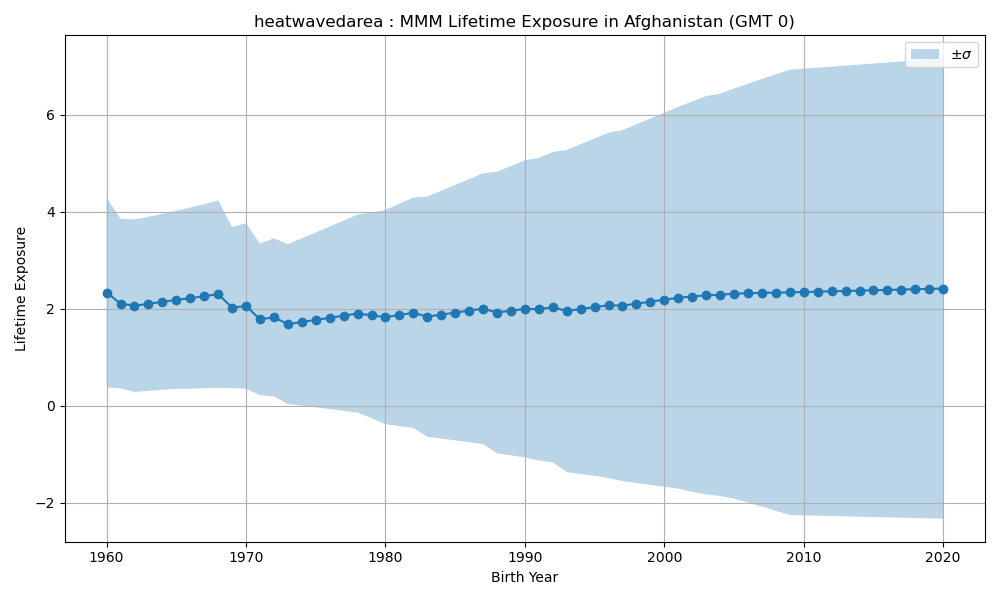 heatwavedarea : MMM Lifetime Exposure in Afghanistan (GMT 0)
±σ
6
4
2
0
−2
Lifetime Exposure
1960 1970 1980 1990 2000 2010 2020
Birth Year